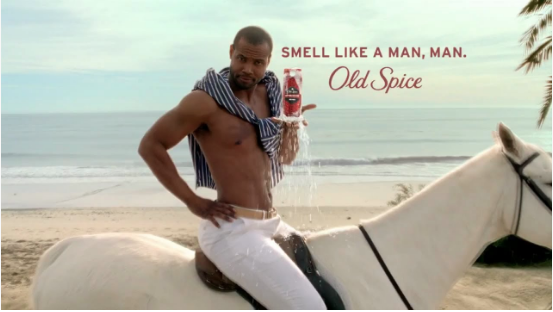 SMELL LIKE A MAN, MAN.
Old Spice